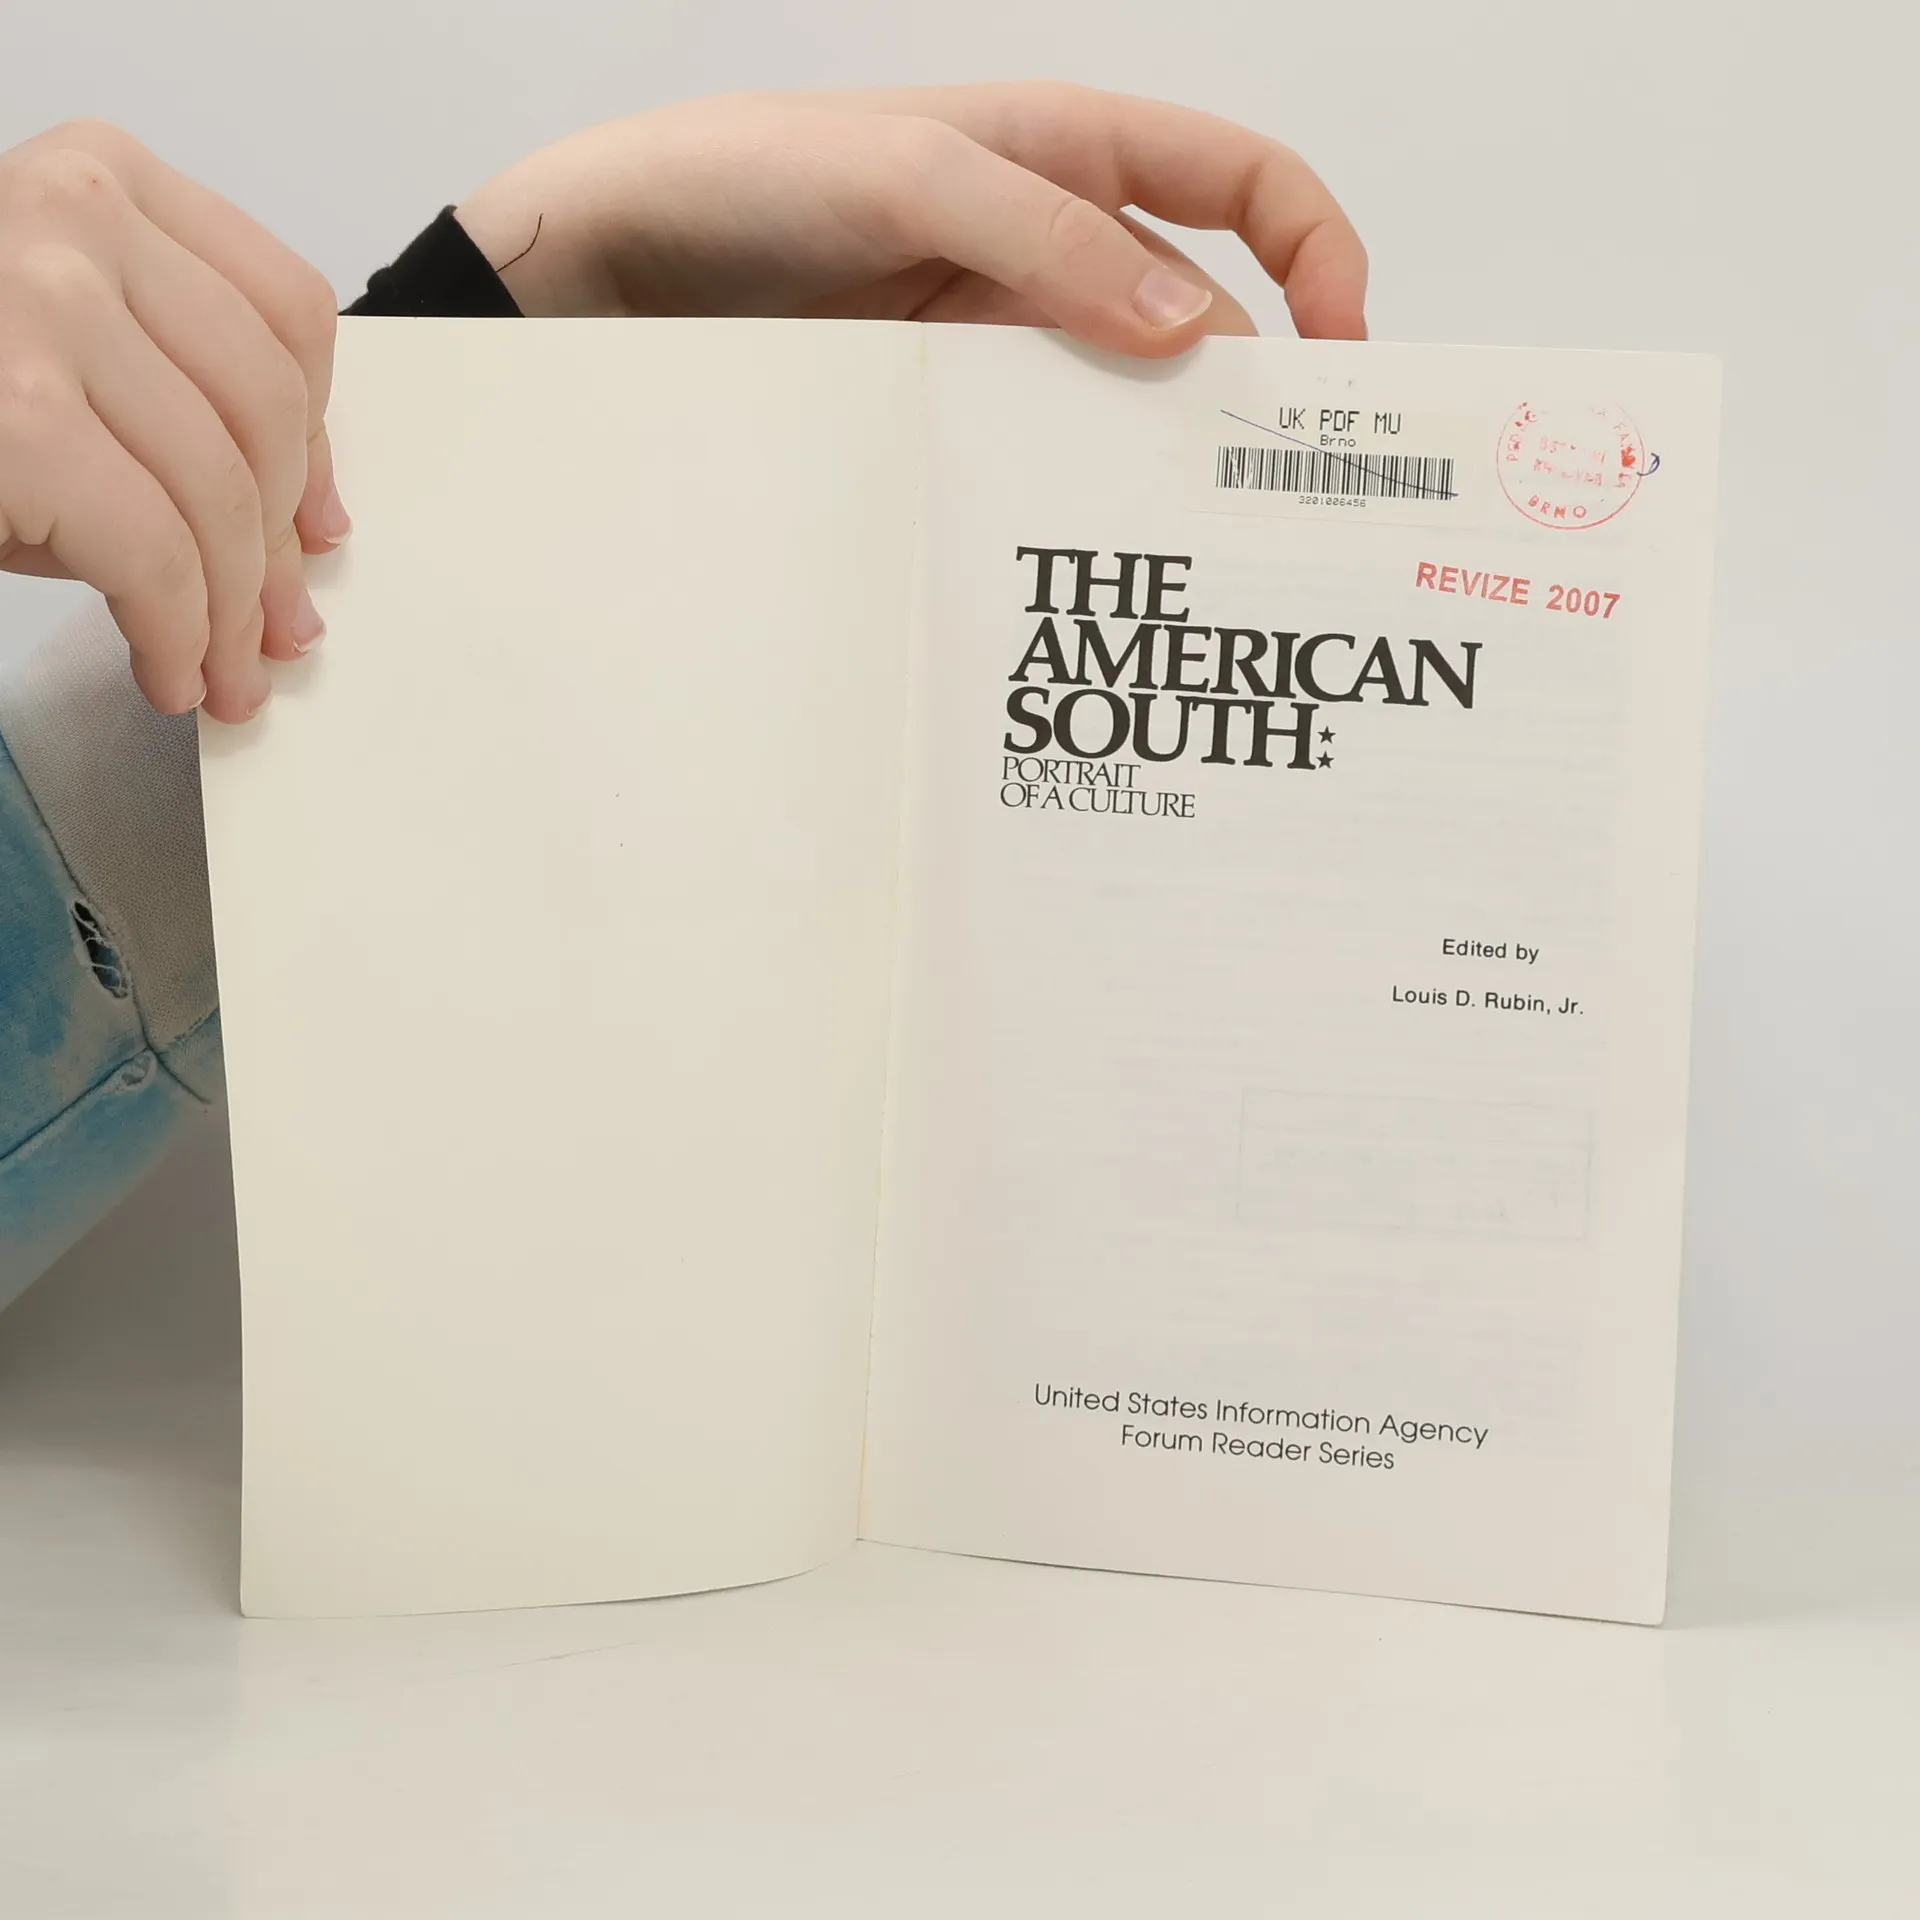 UK PDF MU
Brno
3201006456
BRNO
REVIZE 2007
THE
AMERICAN
SOUTH:
PORTRAIT
OF A CULTURE
Edited by
Louis D. Rubin, Jr.
United States Information Agency
Forum Reader Series